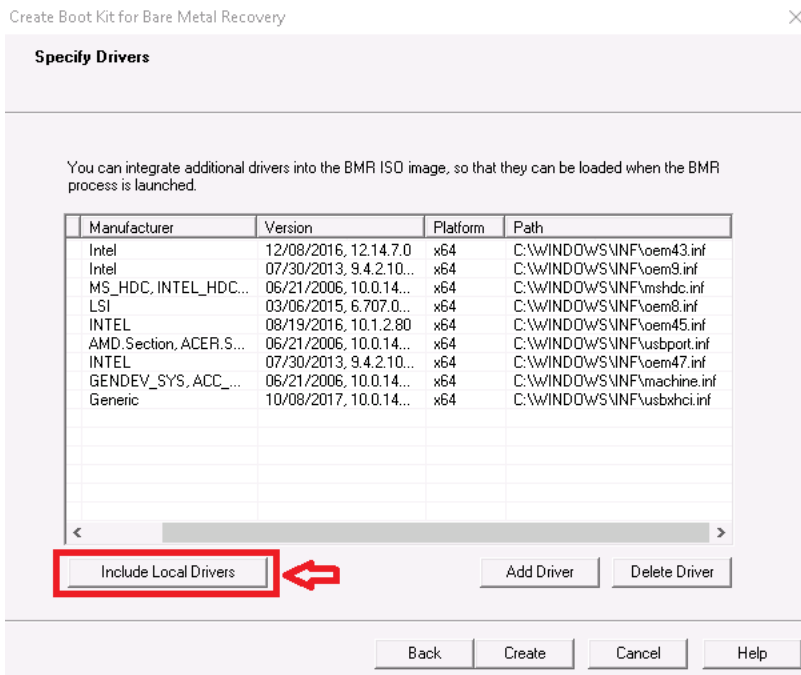 Create Boot Kit for Bare Metal Recovery
Specify Drivers
You can integrate additional drivers into the BMR ISO image, so that they can be loaded when the BMR
process is launched.
Manufacturer Version Platform Path
Intel 12/08/2016, 12.14.7.0 x64 C:\WINDOWS\INF\oem43.inf
Intel 07/30/2013, 9.4.2.10... x64 C:\WINDOWS\INF\oem9.inf
MS_HDC, INTEL_HDC... 06/21/2006, 10.0.14... x64 C:\WINDOWS\INF\mshdc.inf
LSI 03/06/2015, 6.707.0... x64 C:\WINDOWS\INF\oem8.inf
INTEL 08/19/2016, 10.1.2.80 x64 C:\WINDOWS\INF\oem45.inf
AMD.Section, ACER.S... 06/21/2006, 10.0.14... x64 C:\WINDOWS\INF\usbport.inf
INTEL 07/30/2013, 9.4.2.10... x64 C:\WINDOWS\INF\oem47.inf
GENDEV_SYS, ACC_... 06/21/2006, 10.0.14... x64 C:\WINDOWS\INF\machine.inf
Generic 10/08/2017, 10.0.14... x64 C:\WINDOWS\INF\usbxhci.inf
Include Local Drivers Add Driver Delete Driver
Back Create Cancel Help